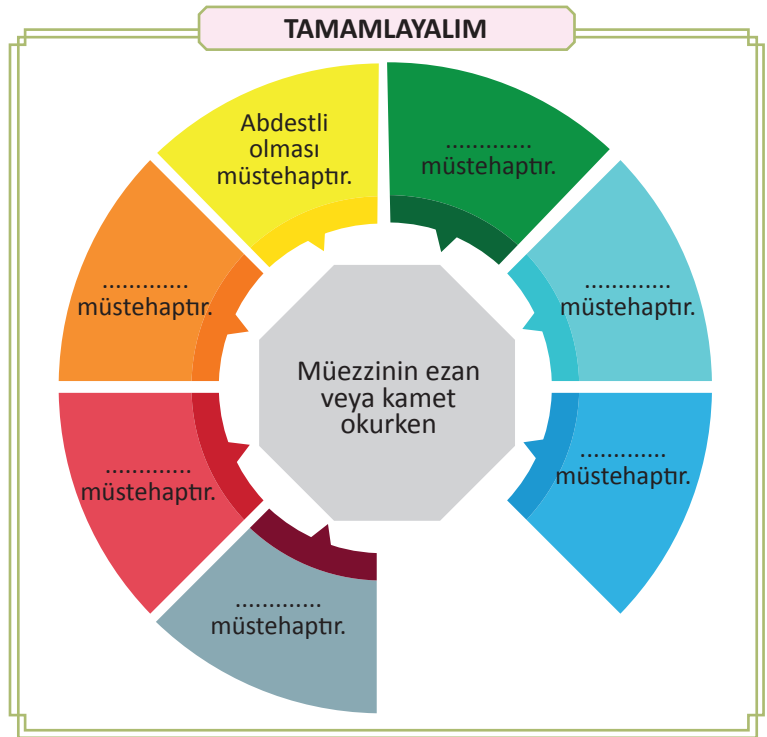 TAMAMLAYALIM
Abdestli
olması
müstehaptır.
.............
müstehaptır.
.............
müstehaptır.
.............
müstehaptır.
.............
müstehaptır.
.............
müstehaptır.
.............
müstehaptır.
Müezzinin ezan
veya kamet
okurken